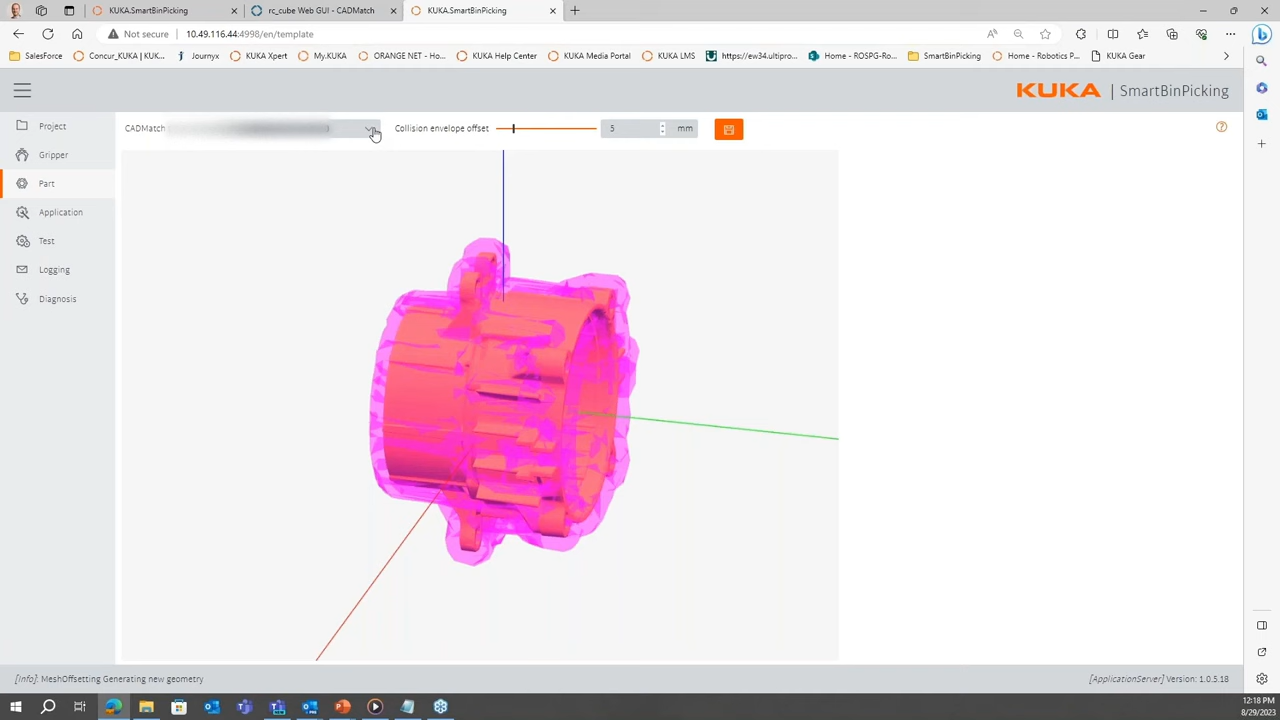 KUKA.SmartBinPicking
rc_cube Web GUI - CADMatch
KUKA.SmartBinPicking
Not secure
10.49.116.44:4998/en/template
SalesForce
Concur_KUKA | KUK...
Journyx
KUKA Xpert
My.KUKA
ORANGE NET - Ho...
KUKA Help Center
KUKA Media Portal
KUKA LMS
https://ew34.ultipro...
Home - ROSPG-Ro...
SmartBinPicking
Home - Robotics P...
KUKA Gear
KUKA | SmartBinPicking
Project
Gripper
Part
Application
Test
Logging
Diagnosis
CADMatch
Collision envelope offset
5
mm
[Info]: MeshOffsetting Generating new geometry
[ApplicationServer] Version: 1.0.5.18
12:18 PM
8/29/2023